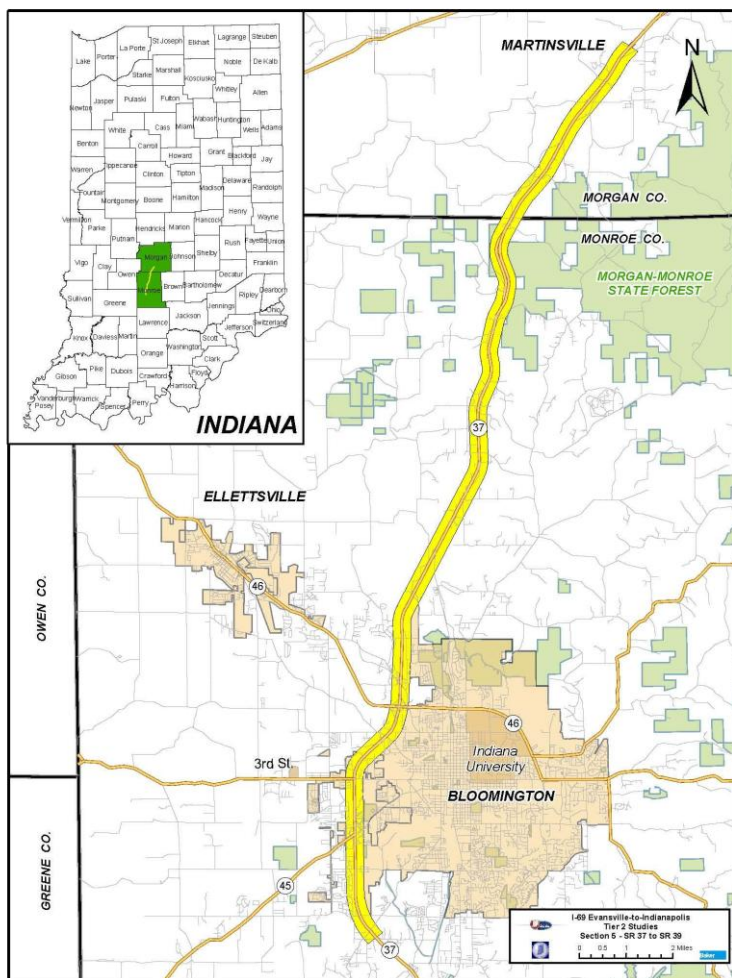 St Joseph
Elkhart
Lagrange
Steuben
La Porte
Lake
Porter
Noble
De Kalb
Starke
Marshall
Kosciusko
Whitley
Allen
Newton
Jasper
Pulaski
Fulton
Wabash
Huntington
Miami
Wells
Adams
White
Cass
Benton
Carroll
Grant
Blackford
Jay
Howard
Warren
Tippecanoe
Clinton
Tipton
Delaware
Randolph
Madison
Fountain
Montgomery
Boone
Hamilton
Henry
Wayne
Vermillion
Parke
Hendricks
Marion
Hancock
Putnam
Rush
Fayette
Union
Morgan
Johnson
Shelby
Vigo
Clay
Owen
Franklin
Monroe
Brown
Bartholomew
Decatur
Sullivan
Greene
Ripley
Dearborn
Jennings
Ohio
Lawrence
Jackson
Jefferson
Switzerland
Knox
Daviess
Martin
Scott
Orange
Washington
Clark
Pike
Dubois
Gibson
Crawford
Floyd
Harrison
Vanderburgh
Warrick
Perry
Posey
Spencer
INDIANA
MARTINSVILLE
N
MORGAN CO.
MONROE CO.
MORGAN-MONROE
STATE FOREST
37
ELLETTSVILLE
46
OWEN CO.
46
3rd St.
Indiana
University
BLOOMINGTON
GREENE CO.
45
37
I-69 Evansville-to-Indianapolis
Tier 2 Studies
Section 5 - SR 37 to SR 39
0 0.5 1 2 Miles
Baker